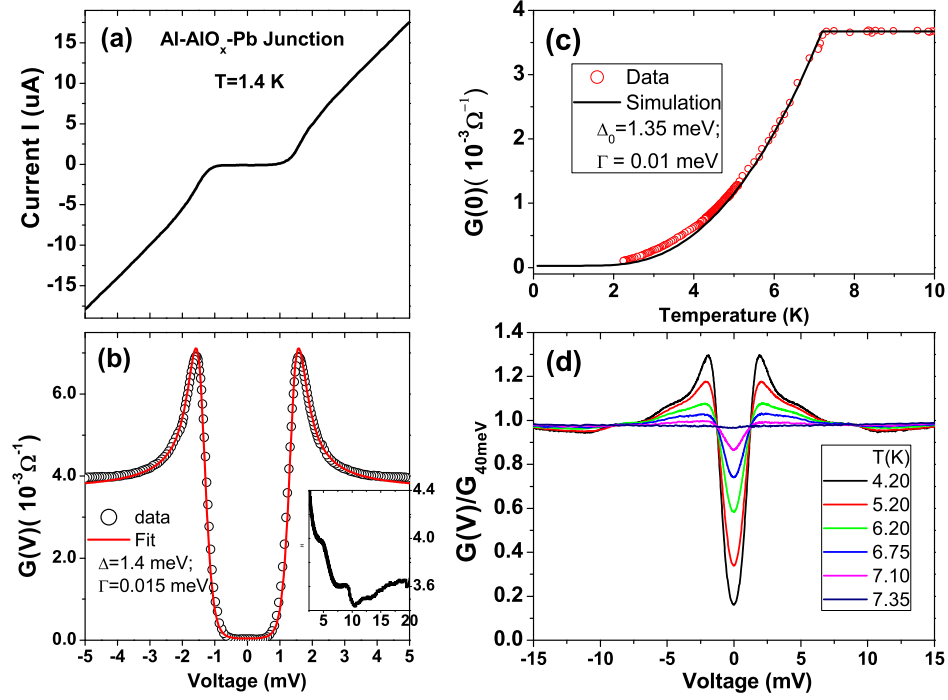 (a)
Al-AlOx-Pb Junction
T=1.4 K
Current I (uA)
15
10
5
0
-5
-10
-15
(b)
G(V)( 10⁻³Ω⁻¹)
6.0
4.0
2.0
0.0
data
Fit
Δ=1.4 meV;
Γ=0.015 meV
4.4
4.0
3.6
5 10 15 20
-5 -4 -3 -2 -1 0 1 2 3 4 5
Voltage (mV)
(c)
G(0)( 10⁻³Ω⁻¹)
4
3
2
1
0
Data
Simulation
Δ0=1.35 meV;
Γ = 0.01 meV
0 2 4 6 8 10
Temperature (K)
(d)
G(V)/G40meV
1.4
1.2
1.0
0.8
0.6
0.4
0.2
0.0
T(K)
4.20
5.20
6.20
6.75
7.10
7.35
-15 -10 -5 0 5 10 15
Voltage (mV)